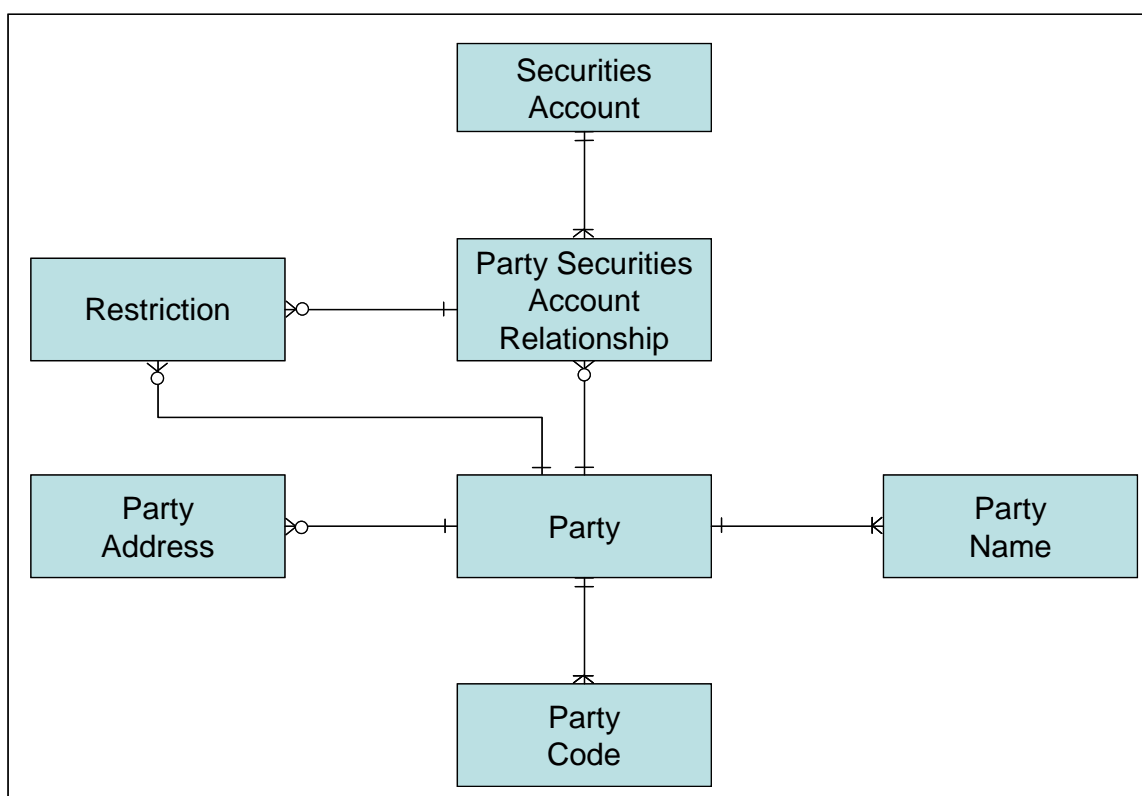 Securities
Account
Party Securities
Account
Relationship
Restriction
Party
Address
Party
Party
Name
Party
Code